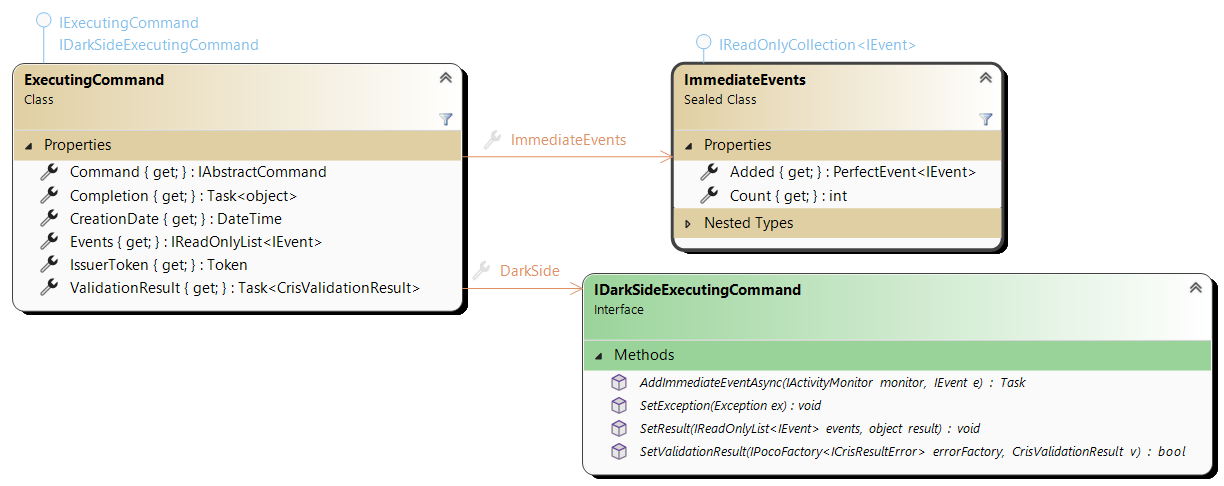 IExecutingCommand
IDarkSideExecutingCommand
ExecutingCommand
Class
Properties
Command { get; } : IAbstractCommand
Completion { get; } : Task<object>
CreationDate { get; } : DateTime
Events { get; } : IReadOnlyList<IEvent>
IssuerToken { get; } : Token
ValidationResult { get; } : Task<CrisValidationResult>
ImmediateEvents
DarkSide
IReadOnlyCollection<IEvent>
ImmediateEvents
Sealed Class
Properties
Added { get; } : PerfectEvent<IEvent>
Count { get; } : int
Nested Types
IDarkSideExecutingCommand
Interface
Methods
AddImmediateEventAsync(IActivityMonitor monitor, IEvent e) : Task
SetException(Exception ex) : void
SetResult(IReadOnlyList<IEvent> events, object result) : void
SetValidationResult(IPocoFactory<ICrisResultError> errorFactory, CrisValidationResult v) : bool